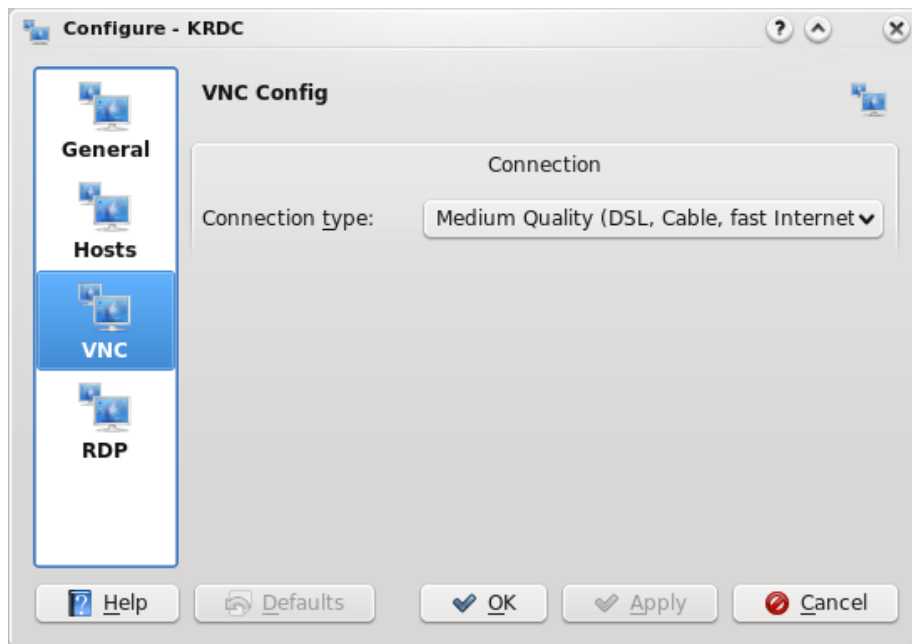 Configure - KRDC
VNC Config
General
Hosts
VNC
RDP
Connection
Connection type:
Medium Quality (DSL, Cable, fast Internet
Help
Defaults
OK
Apply
Cancel